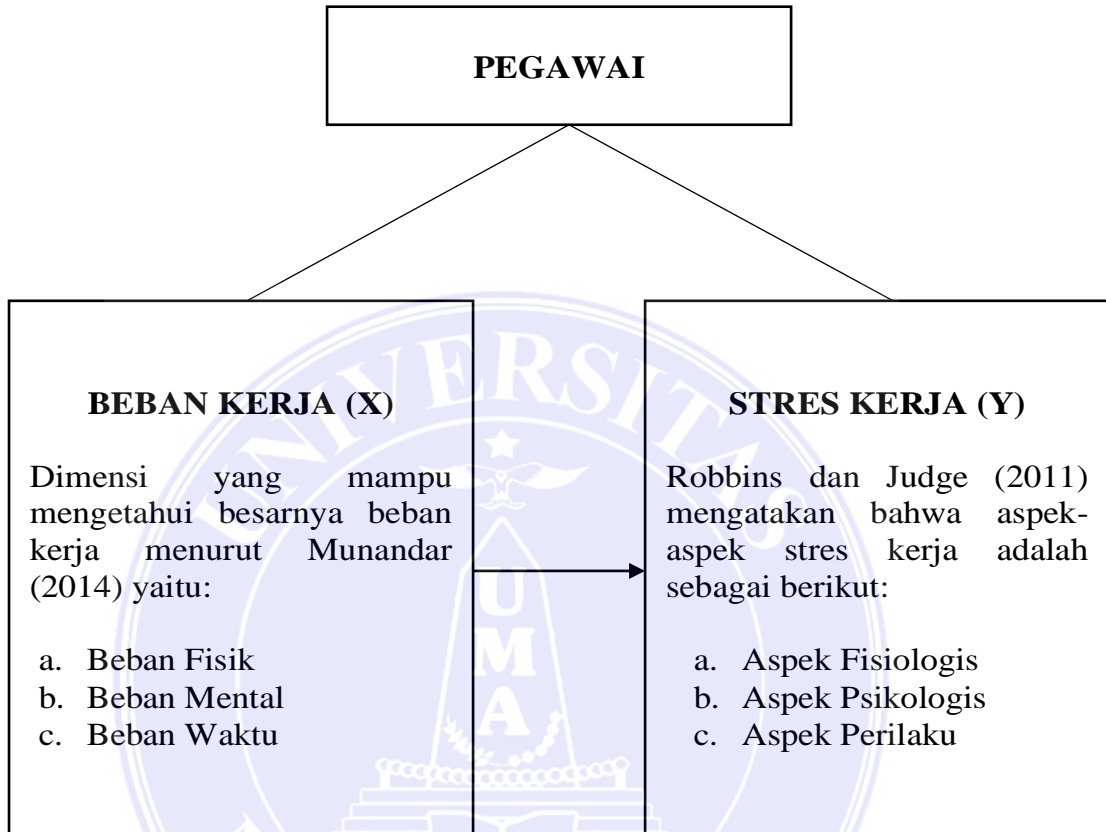 PEGAWAI
BEBAN KERJA (X)
Dimensi yang mampu
mengetahui besarnya beban
kerja menurut Munandar
(2014) yaitu:
a. Beban Fisik
b. Beban Mental
c. Beban Waktu
STRES KERJA (Y)
Robbins dan Judge (2011)
mengatakan bahwa aspek-
aspek stres kerja adalah
sebagai berikut:
a. Aspek Fisiologis
b. Aspek Psikologis
c. Aspek Perilaku
UNIVERSITAS
UMA